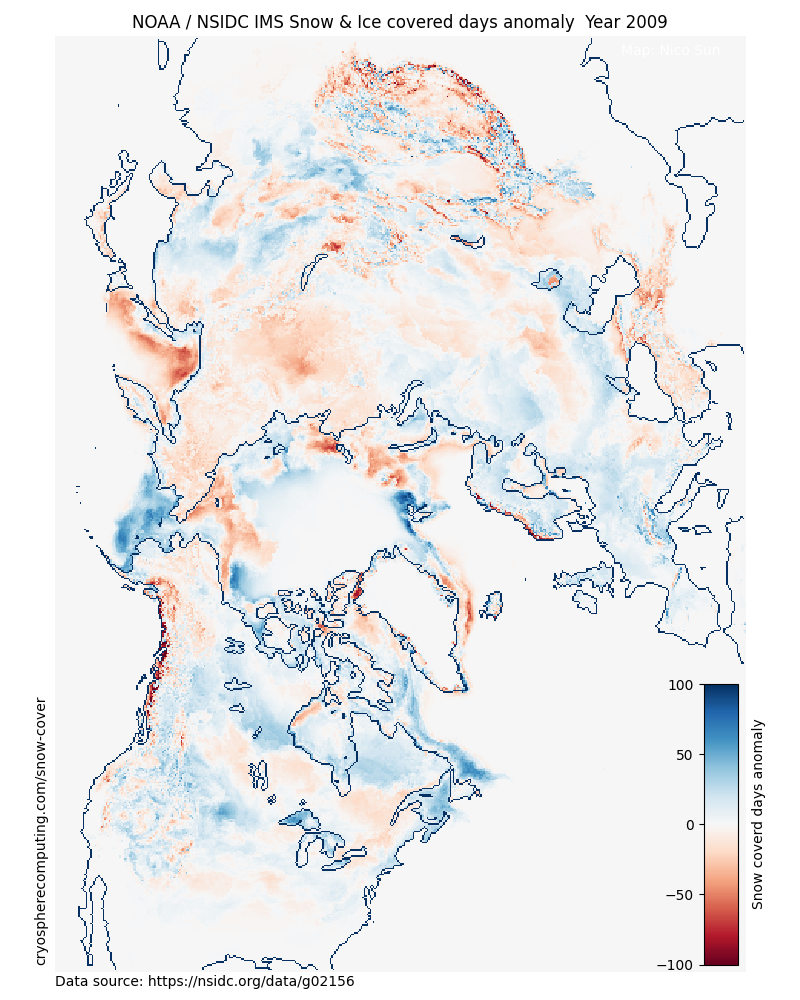 NOAA / NSIDC IMS Snow & Ice covered days anomaly  Year 2009
Map: Nico Sun
cryospherecomputing.com/snow-cover
100
50
0
−50
−100
Snow coverd days anomaly
Data source: https://nsidc.org/data/g02156